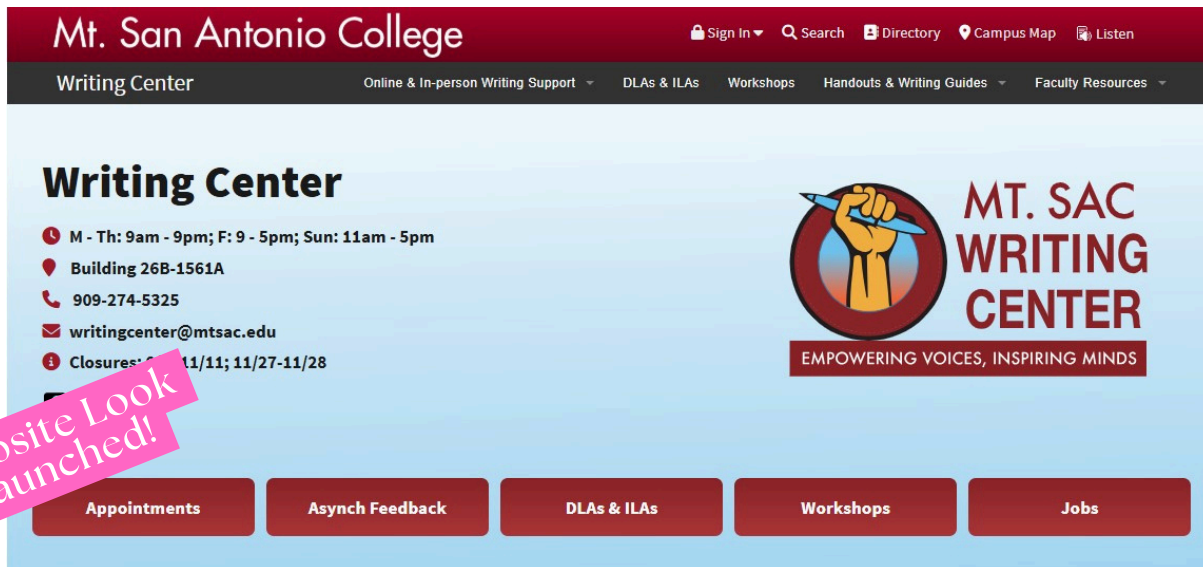 Mt. San Antonio College
Sign In Search Directory Campus Map Listen
Writing Center
Online & In-person Writing Support DLAs & ILAs Workshops Handouts & Writing Guides Faculty Resources
Writing Center
M - Th: 9am - 9pm; F: 9 - 5pm; Sun: 11am - 5pm
Building 26B-1561A
909-274-5325
writingcenter@mtsac.edu
Closures: 11/11; 11/27-11/28
MT. SAC
WRITING
CENTER
EMPOWERING VOICES, INSPIRING MINDS
Look
Appointments Asynch Feedback DLAs & ILAs Workshops Jobs